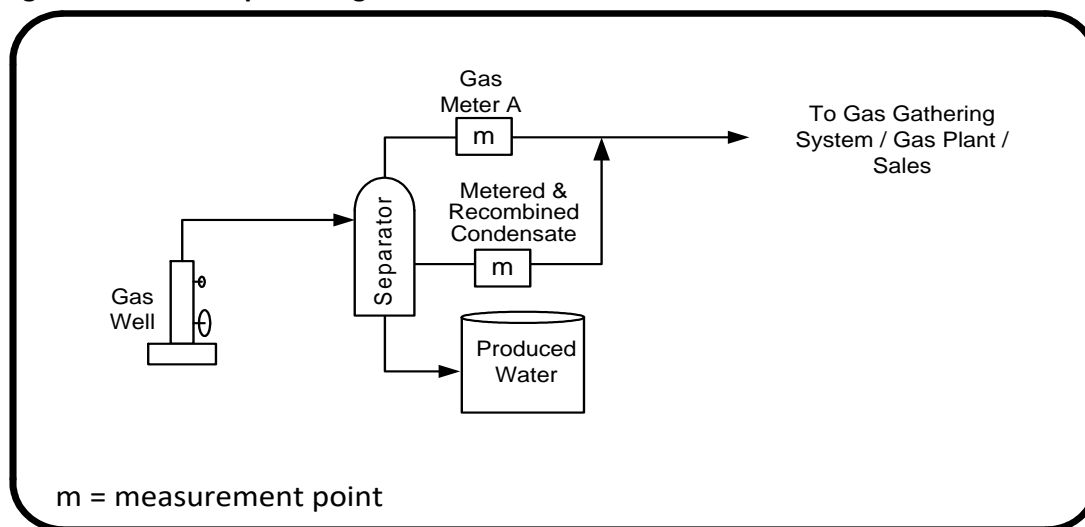 Gas
Meter A
m
To Gas Gathering
System / Gas Plant /
Sales
Metered &
Recombined
Condensate
m
Separator
Gas
Well
Produced
Water
m = measurement point